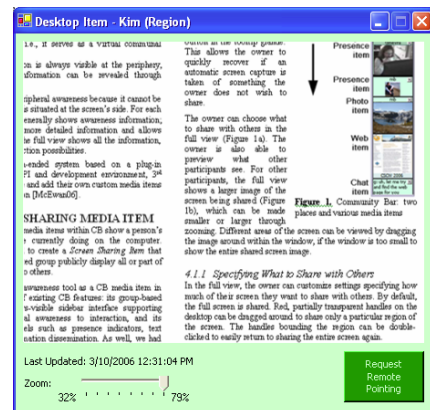 Desktop Item - Kim (Region)
i.e., it serves as a virtual communal
on is always visible at the periphery,
nformation can be revealed through
ripheral awareness because it cannot be
s situated at the screen's side. For each
enerally shows awareness information;
more detailed information and allows
he full view shows all the information,
ction possibilities.
n-ended system based on a plug-in
PI and development environment, 3rd
and add their own custom media items
on [McEwan06].
SHARING MEDIA ITEM
media items within CB show a person's
e currently doing on the computer.
to create a Screen Sharing Item that
ed group publicly display all or part of
o others.
awareness tool as a CB media item in
f existing CB features: its group-based
s-visible sidebar interface supporting
al awareness to interaction, and its
els such as presence indicators, text
mation dissemination. As well, we had
button in the tooltip grande.
This allows the owner to
quickly recover if an
automatic screen capture is
taken of something the
owner does not wish to
share.
The owner can choose what
to share with others in the
full view (Figure 1a). The
owner is also able to
preview what other
participants see. For other
participants, the full view
shows a larger image of the
screen being shared (Figure
1b), which can be made
smaller or larger through
zooming. Different areas of the screen can be viewed by dragging
the image around within the window, if the window is too small to
show the entire shared screen image.
Presence
item
Presence
item
Photo
item
Web
item
Chat
item
Figure 1. Community Bar: two
places and various media items
4.1.1 Specifying What to Share with Others
In the full view, the owner can customize settings specifying how
much of their screen they want to share with others. By default,
the full screen is shared. Red, partially transparent handles on the
desktop can be dragged around to share only a particular region of
the screen. The handles bounding the region can be double-
clicked to easily return to sharing the entire screen again.
Last Updated: 3/10/2006 12:31:04 PM
Zoom:
32%
79%
Request
Remote
Pointing